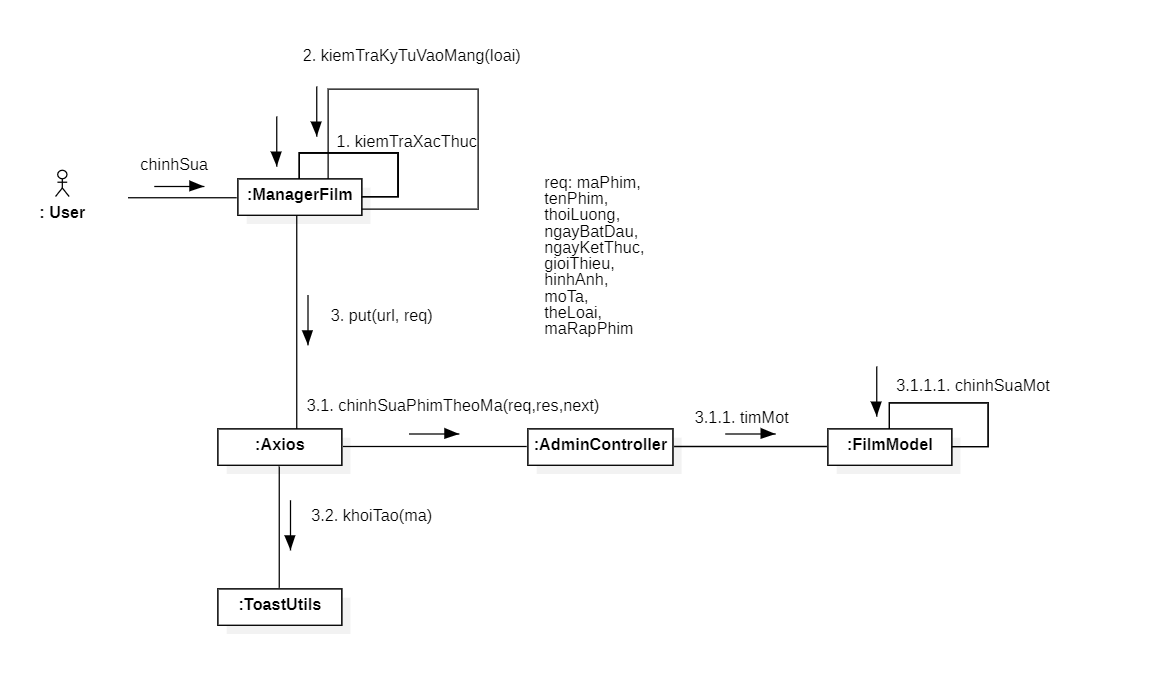 2. kiemTraKyTuVaoMang(loai)
1. kiemTraXacThuc
chinhSua
: User
:ManagerFilm
req: maPhim,
tenPhim,
thoiLuong,
ngayBatDau,
ngayKetThuc,
gioiThieu,
hinhAnh,
moTa,
theLoai,
maRapPhim
3. put(url, req)
3.1. chinhSuaPhimTheoMa(req,res,next)
3.1.1. timMot
3.1.1.1. chinhSuaMot
:Axios
:AdminController
:FilmModel
3.2. khoiTao(ma)
:ToastUtils